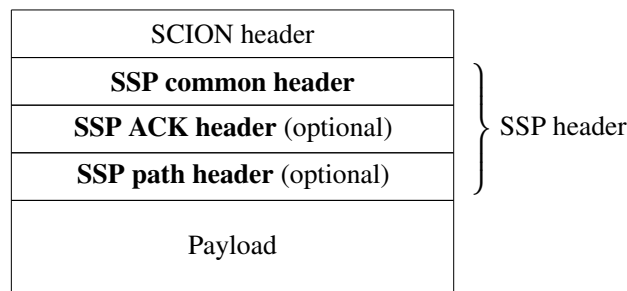 SCION header
SSP common header
SSP ACK header (optional)
SSP header
SSP path header (optional)
Payload